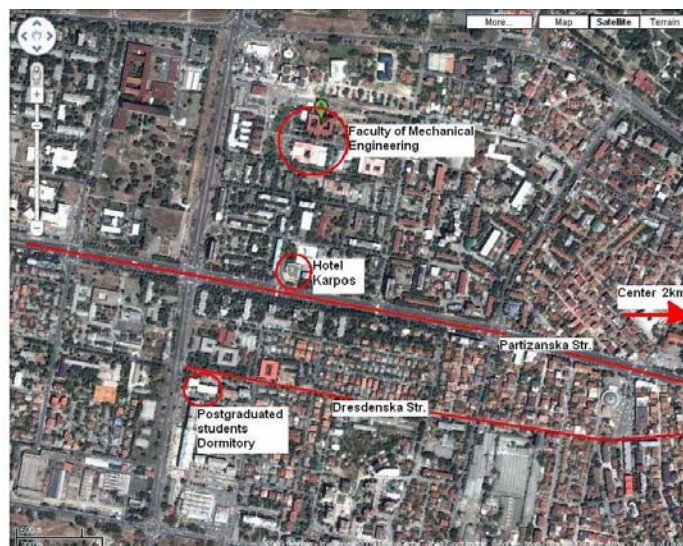 More...
Map
Satellite
Terrain
Faculty of Mechanical
Engineering
Hotel
Karpos
Center 2km
Partizanska Str.
Dresdenska Str.
Postgraduated
students
Dormitory